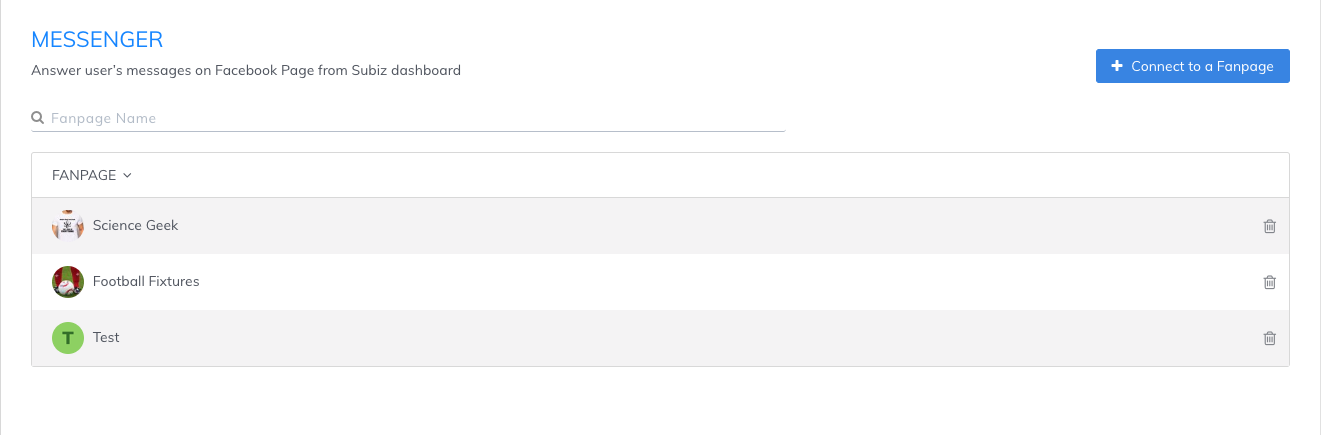 MESSENGER
Answer user's messages on Facebook Page from Subiz dashboard
Connect to a Fanpage
Fanpage Name
FANPAGE
Science Geek
Football Fixtures
T Test